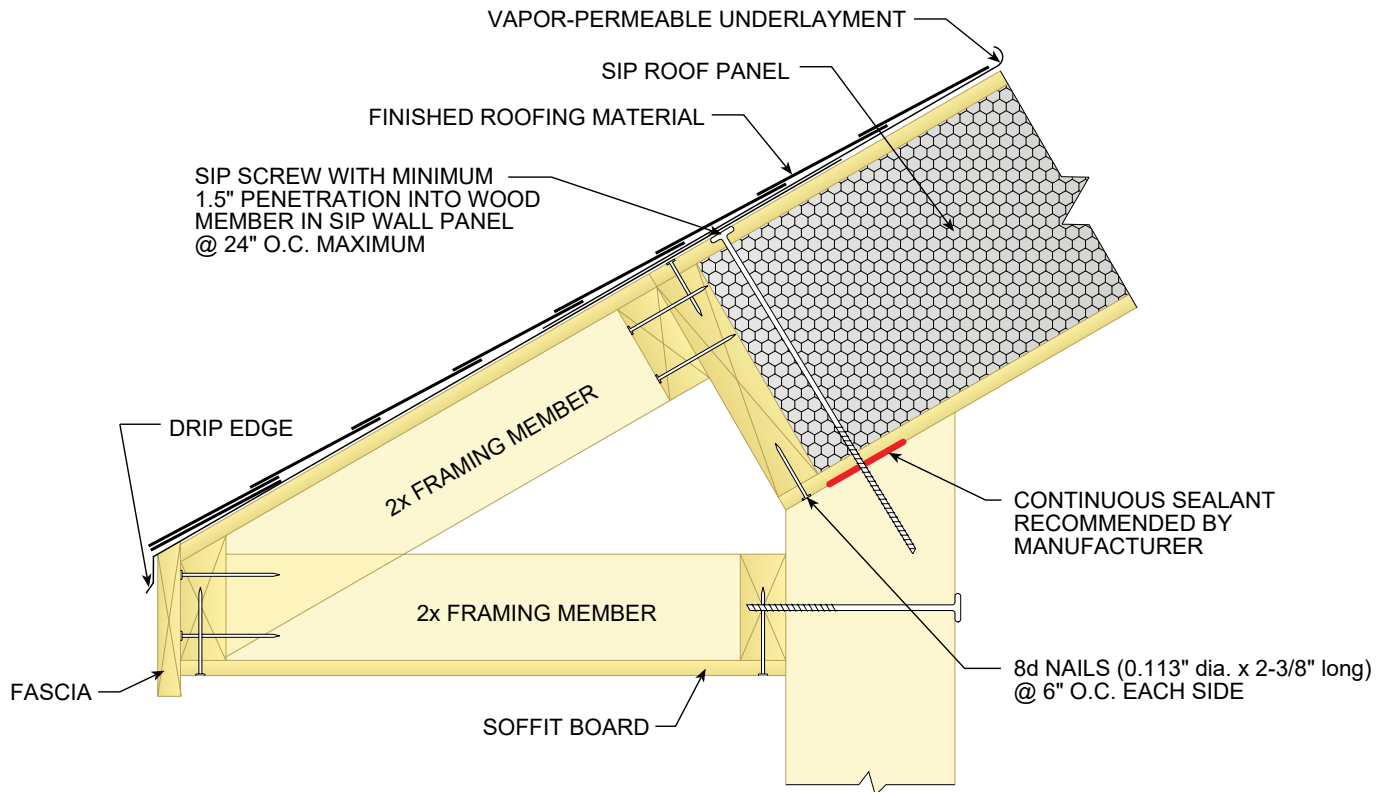 VAPOR-PERMEABLE UNDERLAYMENT
SIP ROOF PANEL
FINISHED ROOFING MATERIAL
SIP SCREW WITH MINIMUM
1.5" PENETRATION INTO WOOD
MEMBER IN SIP WALL PANEL
@ 24" O.C. MAXIMUM
DRIP EDGE
2x FRAMING MEMBER
CONTINUOUS SEALANT
RECOMMENDED BY
MANUFACTURER
2x FRAMING MEMBER
8d NAILS (0.113" dia. x 2-3/8" long)
@ 6" O.C. EACH SIDE
FASCIA
SOFFIT BOARD